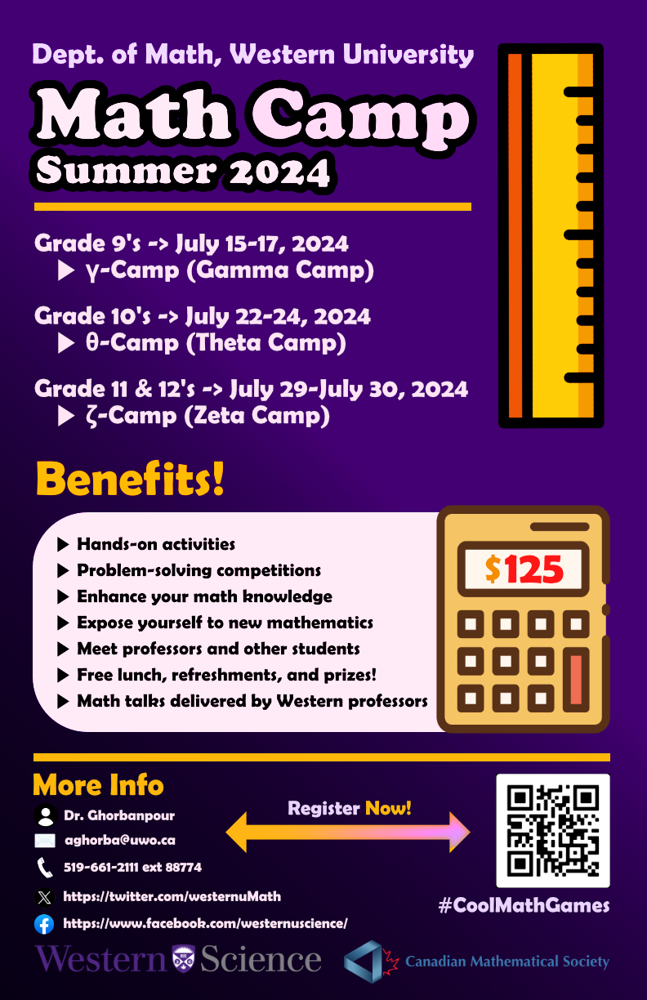 Dept. of Math, Western University
Math Camp
Summer 2024
Grade 9's -> July 15-17, 2024
▶ γ-Camp (Gamma Camp)
Grade 10's -> July 22-24, 2024
▶ θ-Camp (Theta Camp)
Grade 11 & 12's -> July 29-July 30, 2024
▶ ζ-Camp (Zeta Camp)
Benefits!
▶ Hands-on activities
▶ Problem-solving competitions
▶ Enhance your math knowledge
▶ Expose yourself to new mathematics
▶ Meet professors and other students
▶ Free lunch, refreshments, and prizes!
▶ Math talks delivered by Western professors
$125
More Info
Dr. Ghorbanpour
aghorba@uwo.ca
519-661-2111 ext 88774
https://twitter.com/westernuMath
https://www.facebook.com/westernuscience/
Register Now!
#CoolMathGames
Western Science
Canadian Mathematical Society